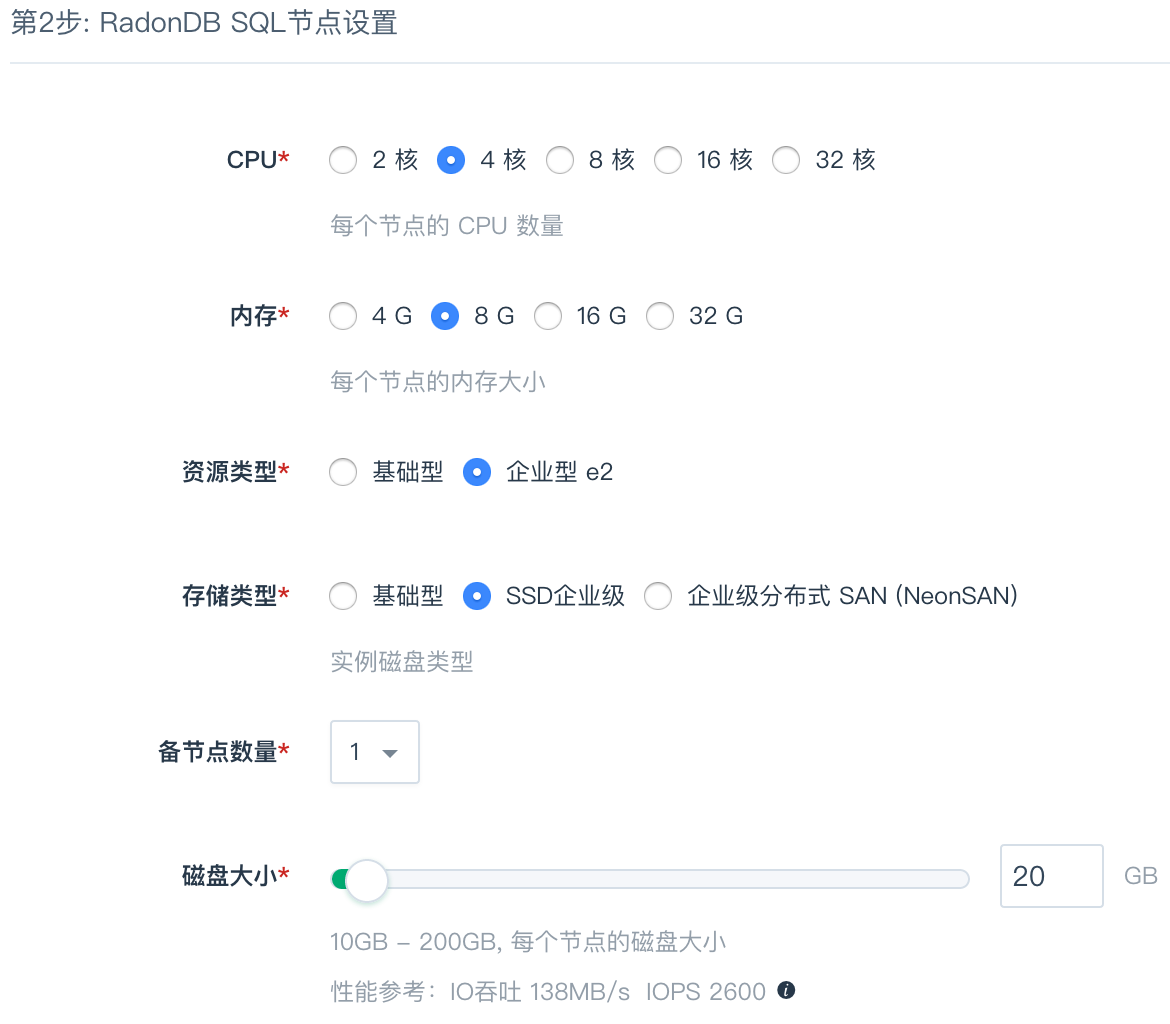 第2步: RadonDB SQL节点设置
CPU* 2 核 4 核 8 核 16 核 32 核
每个节点的 CPU 数量
内存* 4 G 8 G 16 G 32 G
每个节点的内存大小
资源类型* 基础型 企业型 e2
存储类型* 基础型 SSD企业级 企业级分布式 SAN (NeonSAN)
实例磁盘类型
备节点数量* 1
磁盘大小* 20 GB
10GB – 200GB, 每个节点的磁盘大小
性能参考：IO吞吐 138MB/s IOPS 2600 i